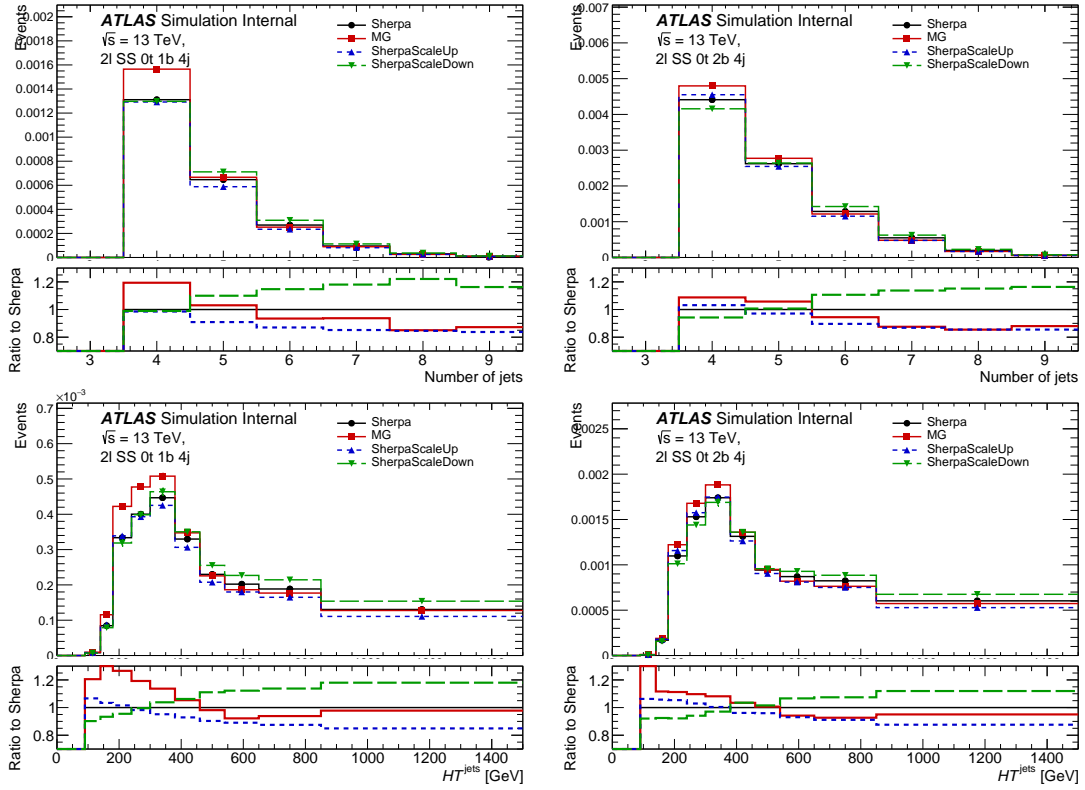 Events
0.002
0.0016
0.0014
0.0012
0.001
0.0008
0.0006
0.0004
0.0002
0
ATLAS Simulation Internal
√s = 13 TeV,
2l SS 0t 1b 4j
Sherpa
MG
SherpaScaleUp
SherpaScaleDown
Ratio to Sherpa
1.2
1
0.8
3 4 5 6 7 8 9
Number of jets
Events
0.007
0.006
0.005
0.004
0.003
0.002
0.001
0
ATLAS Simulation Internal
√s = 13 TeV,
2l SS 0t 2b 4j
Sherpa
MG
SherpaScaleUp
SherpaScaleDown
Ratio to Sherpa
1.2
1
0.8
3 4 5 6 7 8 9
Number of jets
×10⁻³
Events
0.7
0.6
0.5
0.4
0.3
0.2
0.1
0
ATLAS Simulation Internal
√s = 13 TeV,
2l SS 0t 1b 4j
Sherpa
MG
SherpaScaleUp
SherpaScaleDown
Ratio to Sherpa
1.2
1
0.8
0 200 400 600 800 1000 1200 1400
HT^jets [GeV]
Events
0.0025
0.002
0.0015
0.001
0.0005
0
ATLAS Simulation Internal
√s = 13 TeV,
2l SS 0t 2b 4j
Sherpa
MG
SherpaScaleUp
SherpaScaleDown
Ratio to Sherpa
1.2
1
0.8
0 200 400 600 800 1000 1200 1400
HT^jets [GeV]